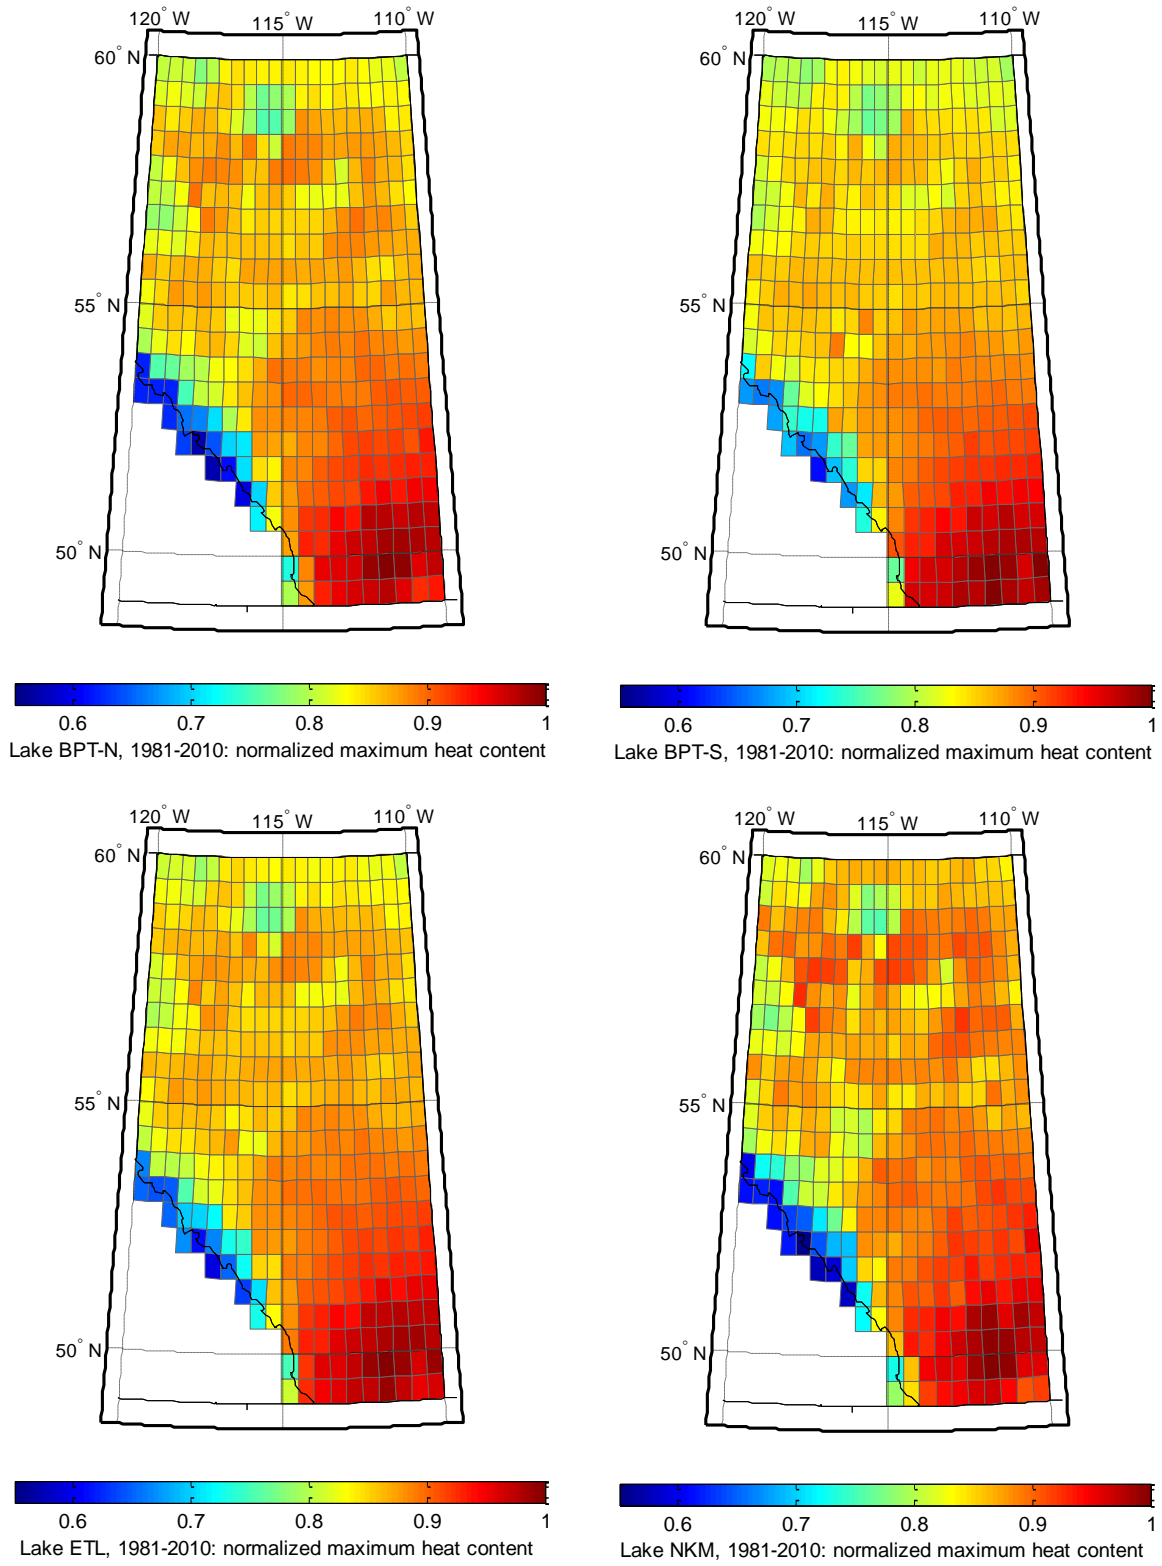 120° W 115° W 110° W
60° N
55° N
50° N
0.6 0.7 0.8 0.9 1
Lake BPT-N, 1981-2010: normalized maximum heat content
120° W 115° W 110° W
60° N
55° N
50° N
0.6 0.7 0.8 0.9 1
Lake BPT-S, 1981-2010: normalized maximum heat content
120° W 115° W 110° W
60° N
55° N
50° N
0.6 0.7 0.8 0.9 1
Lake ETL, 1981-2010: normalized maximum heat content
120° W 115° W 110° W
60° N
55° N
50° N
0.6 0.7 0.8 0.9 1
Lake NKM, 1981-2010: normalized maximum heat content